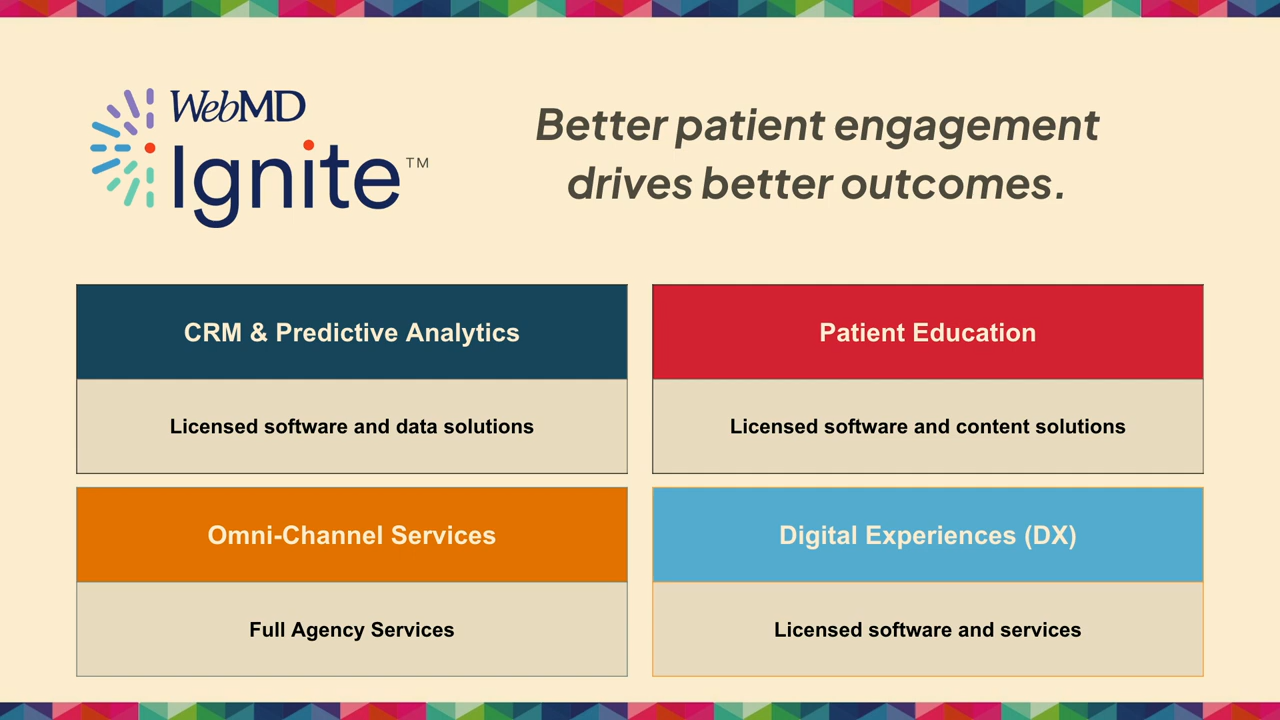 WebMD
Ignite™
Better patient engagement
drives better outcomes.
CRM & Predictive Analytics
Licensed software and data solutions
Patient Education
Licensed software and content solutions
Omni-Channel Services
Full Agency Services
Digital Experiences (DX)
Licensed software and services